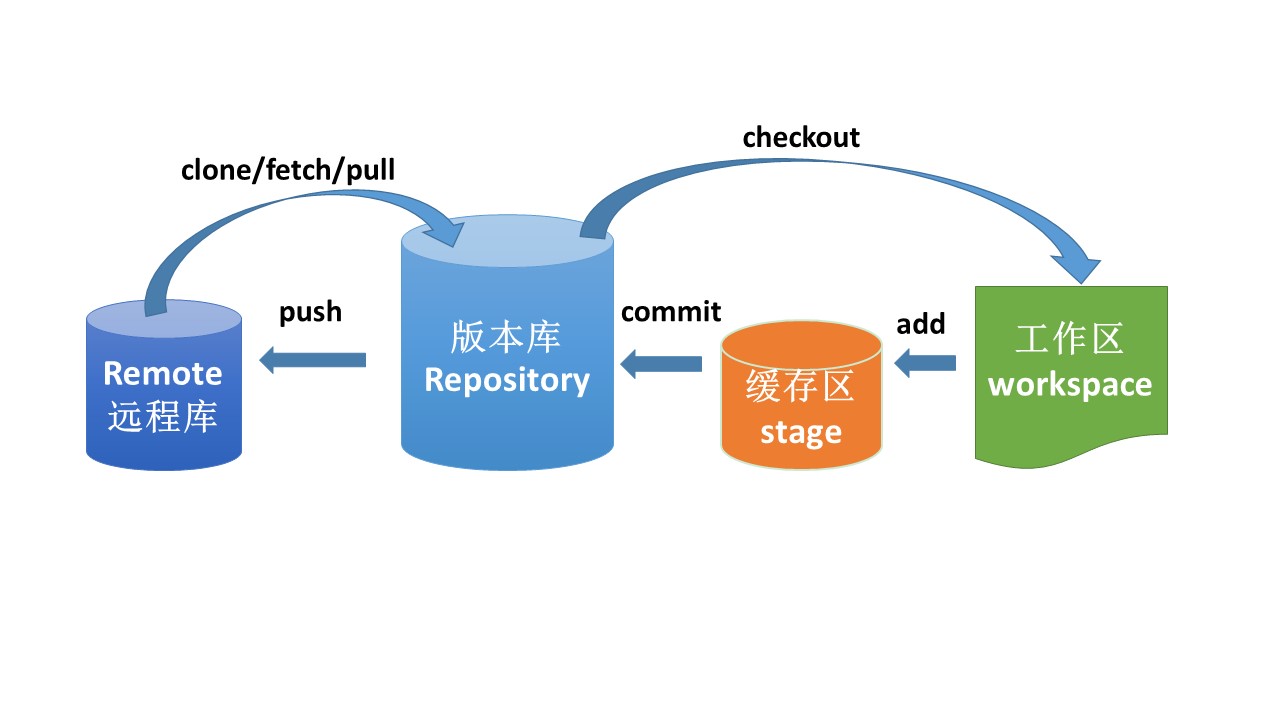 checkout
clone/fetch/pull
push
commit
add
Remote
远程库
版本库
Repository
缓存区
stage
工作区
workspace